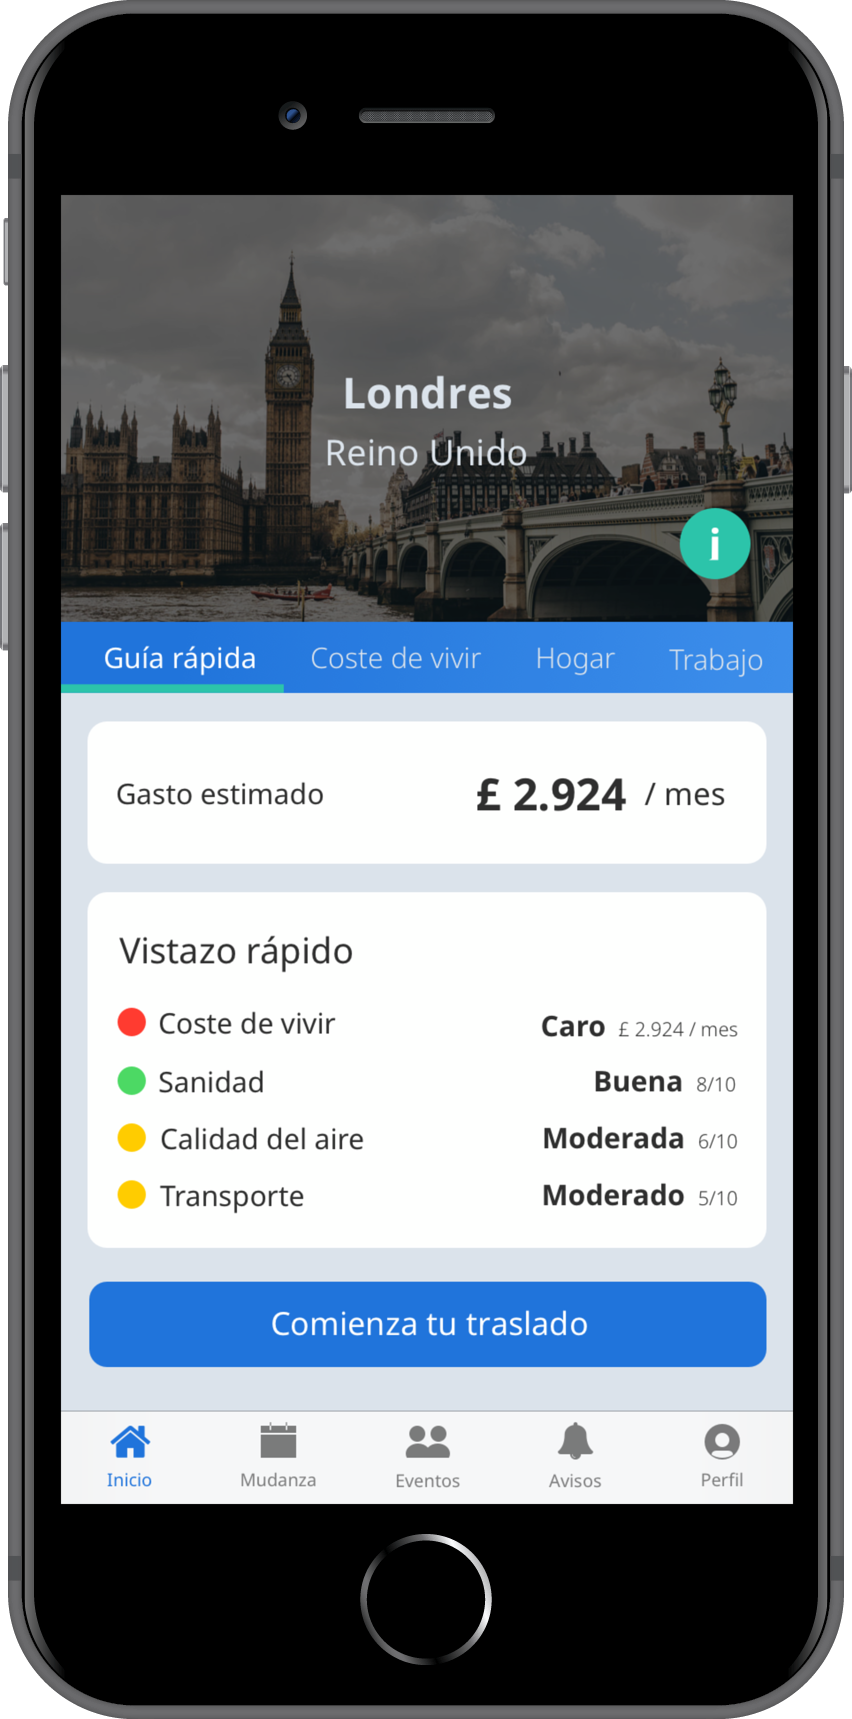 Londres
Reino Unido
i
Guía rápida Coste de vivir Hogar Trabajo
Gasto estimado £ 2.924 / mes
Vistazo rápido
Coste de vivir Caro £ 2.924 / mes
Sanidad Buena 8/10
Calidad del aire Moderada 6/10
Transporte Moderado 5/10
Comienza tu traslado
Inicio Mudanza Eventos Avisos Perfil